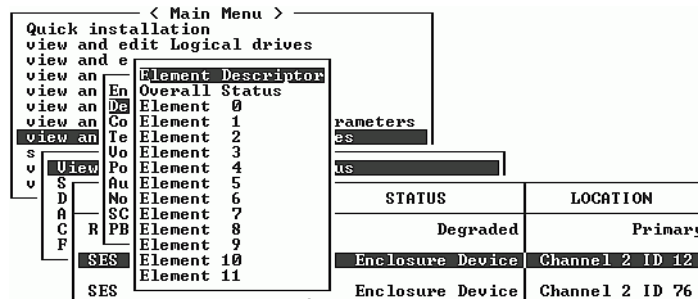 < Main Menu >
Quick installation
view and edit Logical drives
view and e
view an
view an
view an
view an
view an
s
v
v
rameters
es
View
us
S
D
A
C
F
En
De
Co
Te
Vo
Po
Au
No
SC
PB
Element Descriptor
Overall Status
Element 0
Element 1
Element 2
Element 3
Element 4
Element 5
Element 6
Element 7
Element 8
Element 9
Element 10
Element 11
STATUS LOCATION
R Degraded Primary
SES Enclosure Device Channel 2 ID 12
SES Enclosure Device Channel 2 ID 76